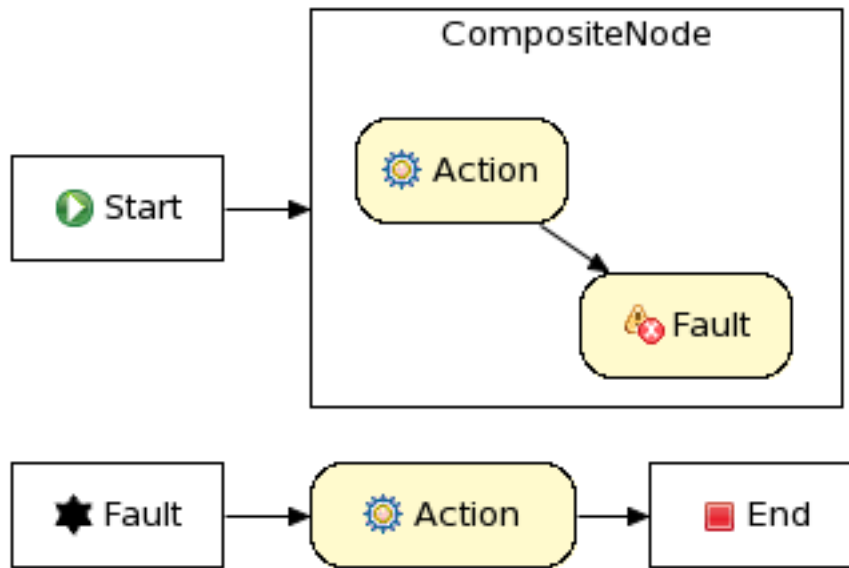 CompositeNode
Action
Start
Fault
Fault
Action
End